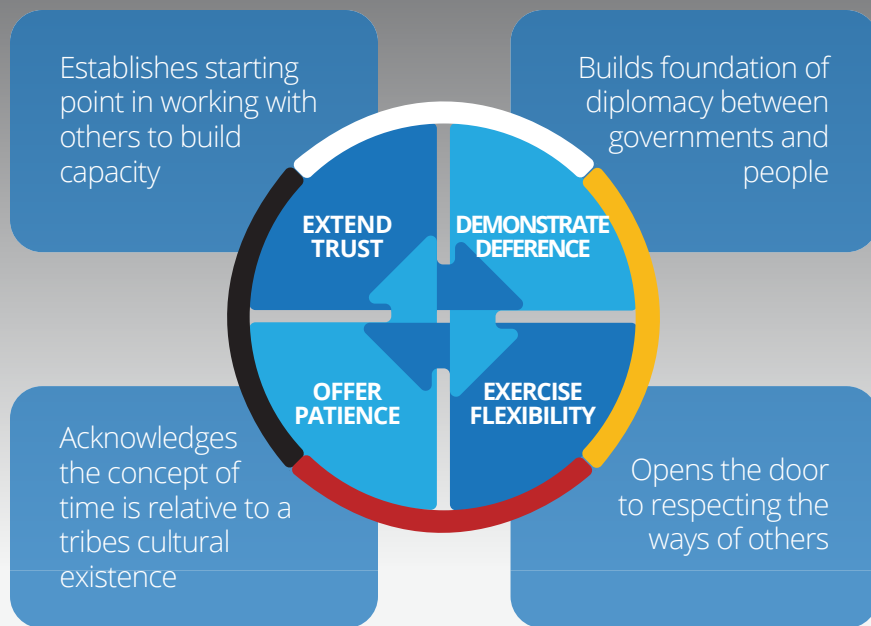 Establishes starting
point in working with
others to build
capacity
Builds foundation of
diplomacy between
governments and
people
EXTEND
TRUST
DEMONSTRATE
DEFERENCE
OFFER
PATIENCE
EXERCISE
FLEXIBILITY
Acknowledges
the concept of
time is relative to a
tribes cultural
existence
Opens the door
to respecting the
ways of others